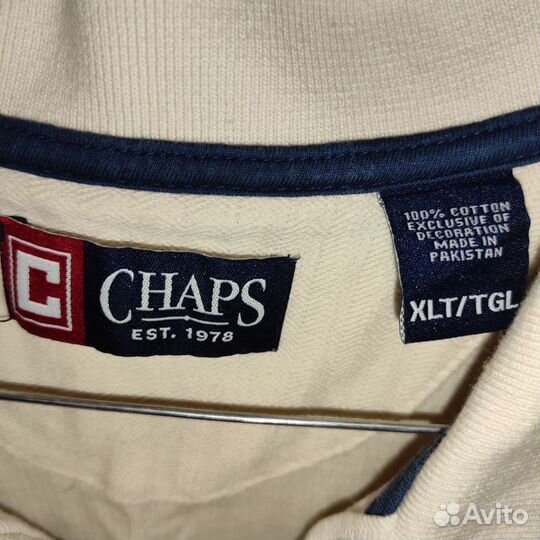 100% COTTON
EXCLUSIVE OF
DECORATION
MADE IN
PAKISTAN
XLT/TGL
C
CHAPS
EST. 1978
Avito